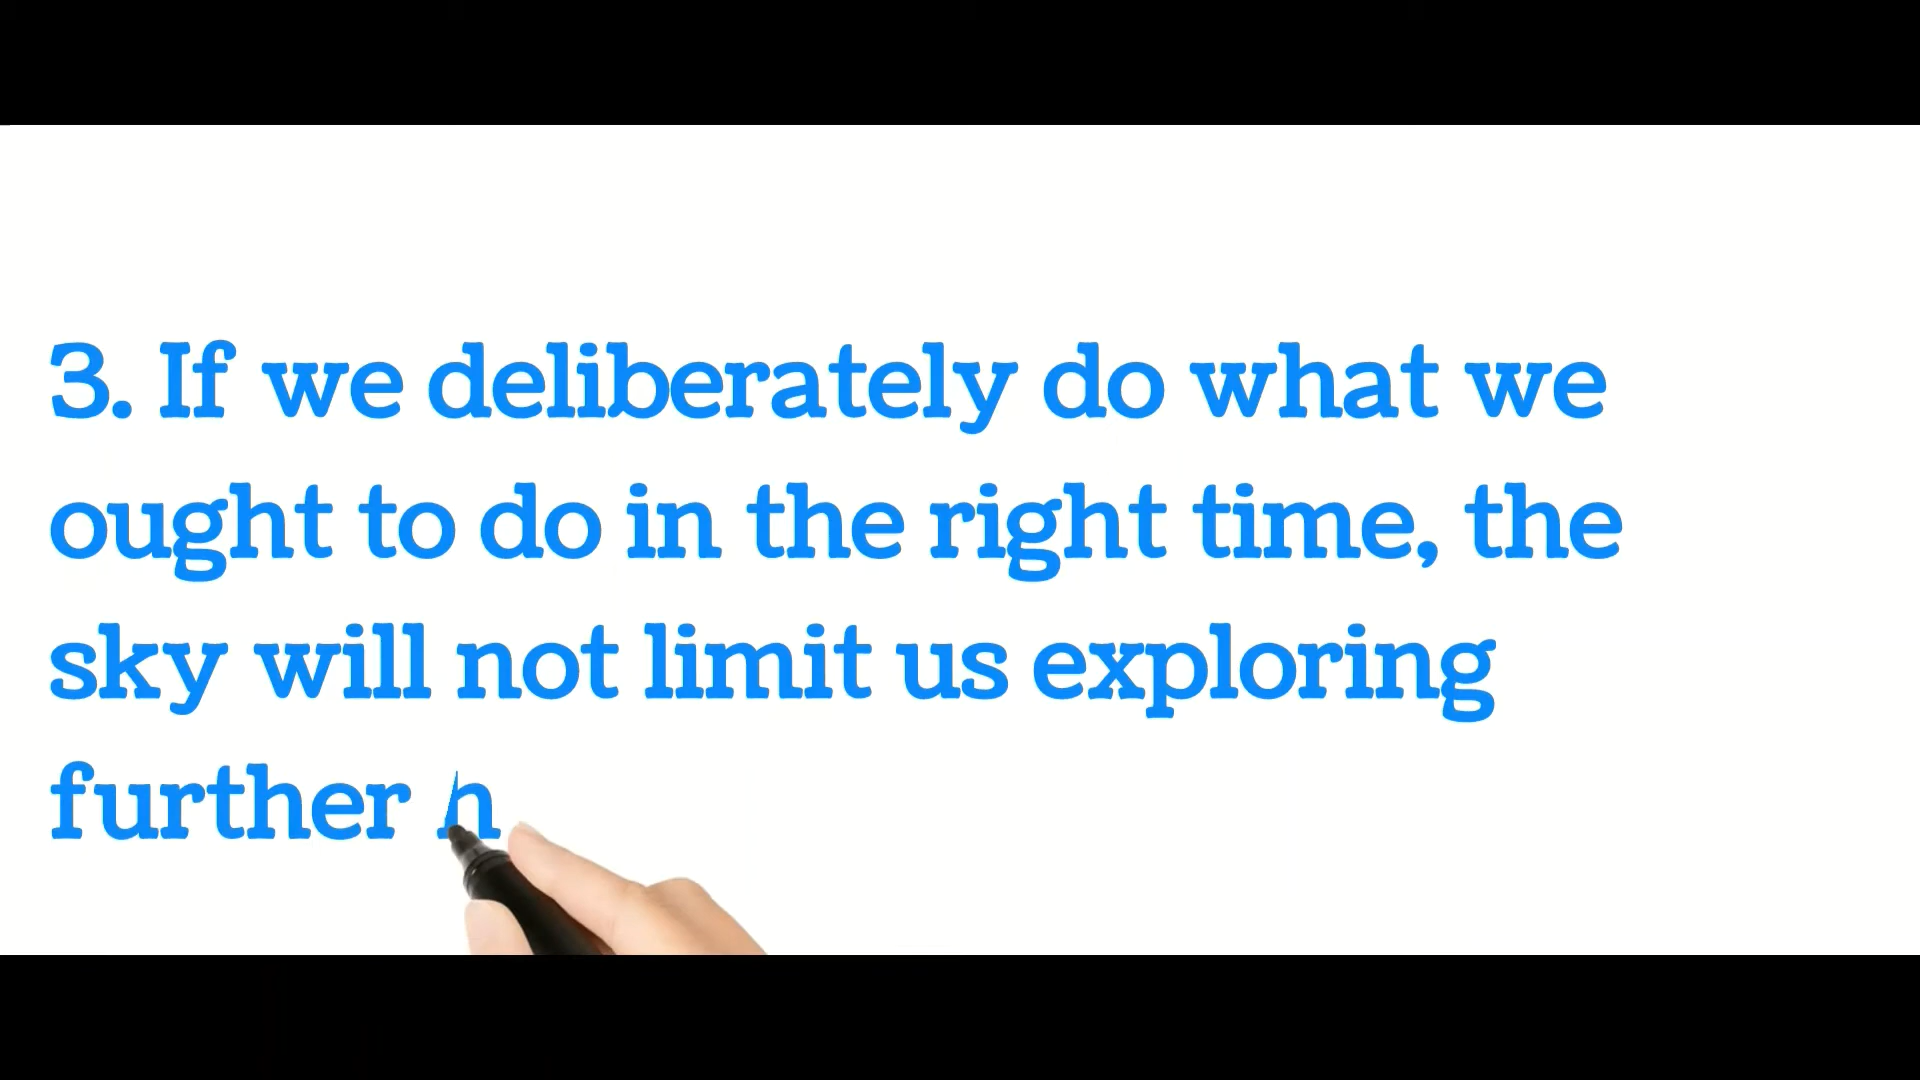 3. If we deliberately do what we
ought to do in the right time, the
sky will not limit us exploring
further